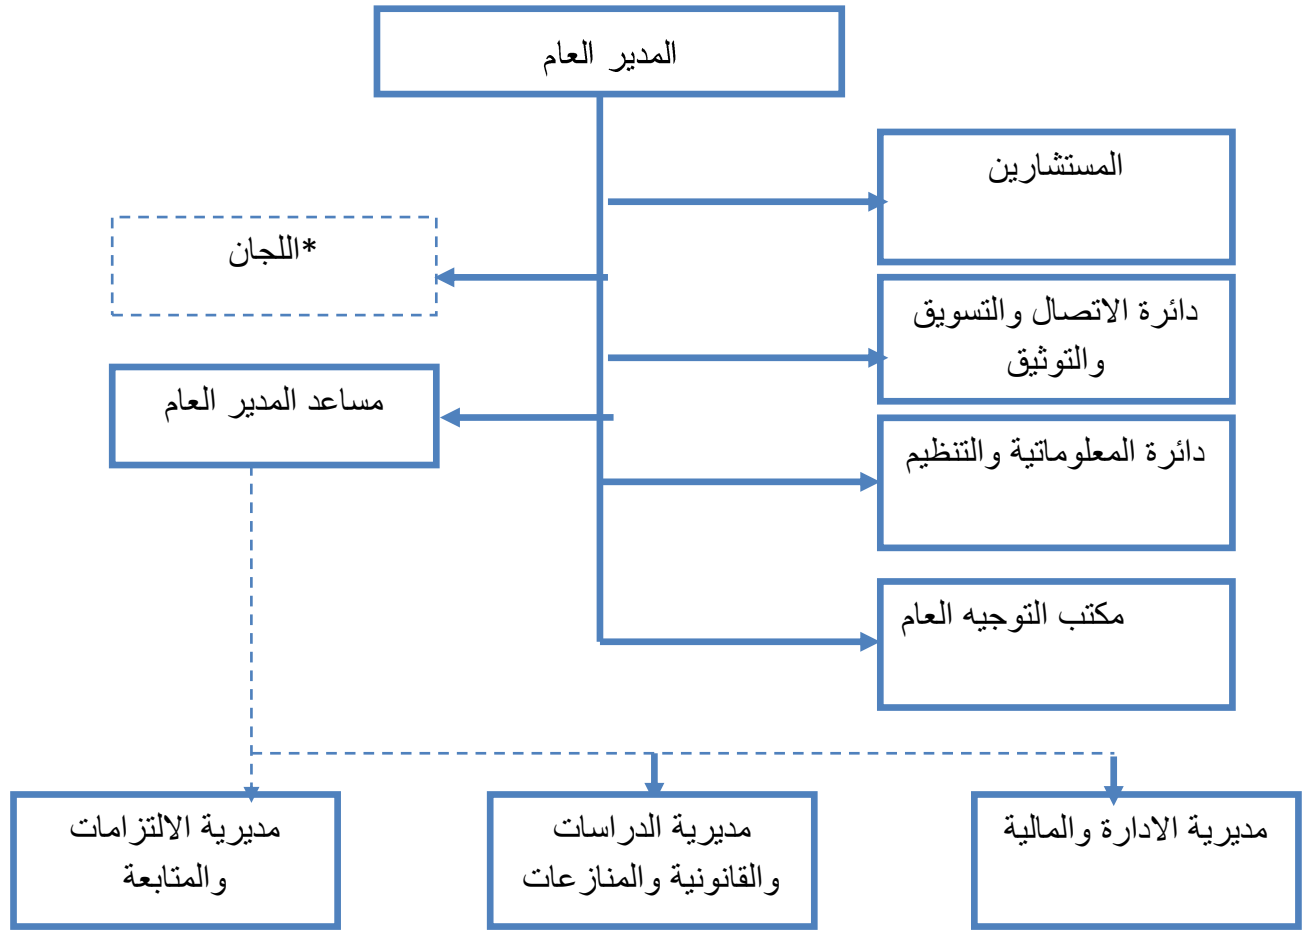 المدير العام
المستشارين
*اللجان
دائرة الاتصال والتسويق
والتوثيق
مساعد المدير العام
دائرة المعلوماتية والتنظيم
مكتب التوجيه العام
مديرية الادارة والمالية
مديرية الدراسات
والقانونية والمنازعات
مديرية الالتزامات
والمتابعة